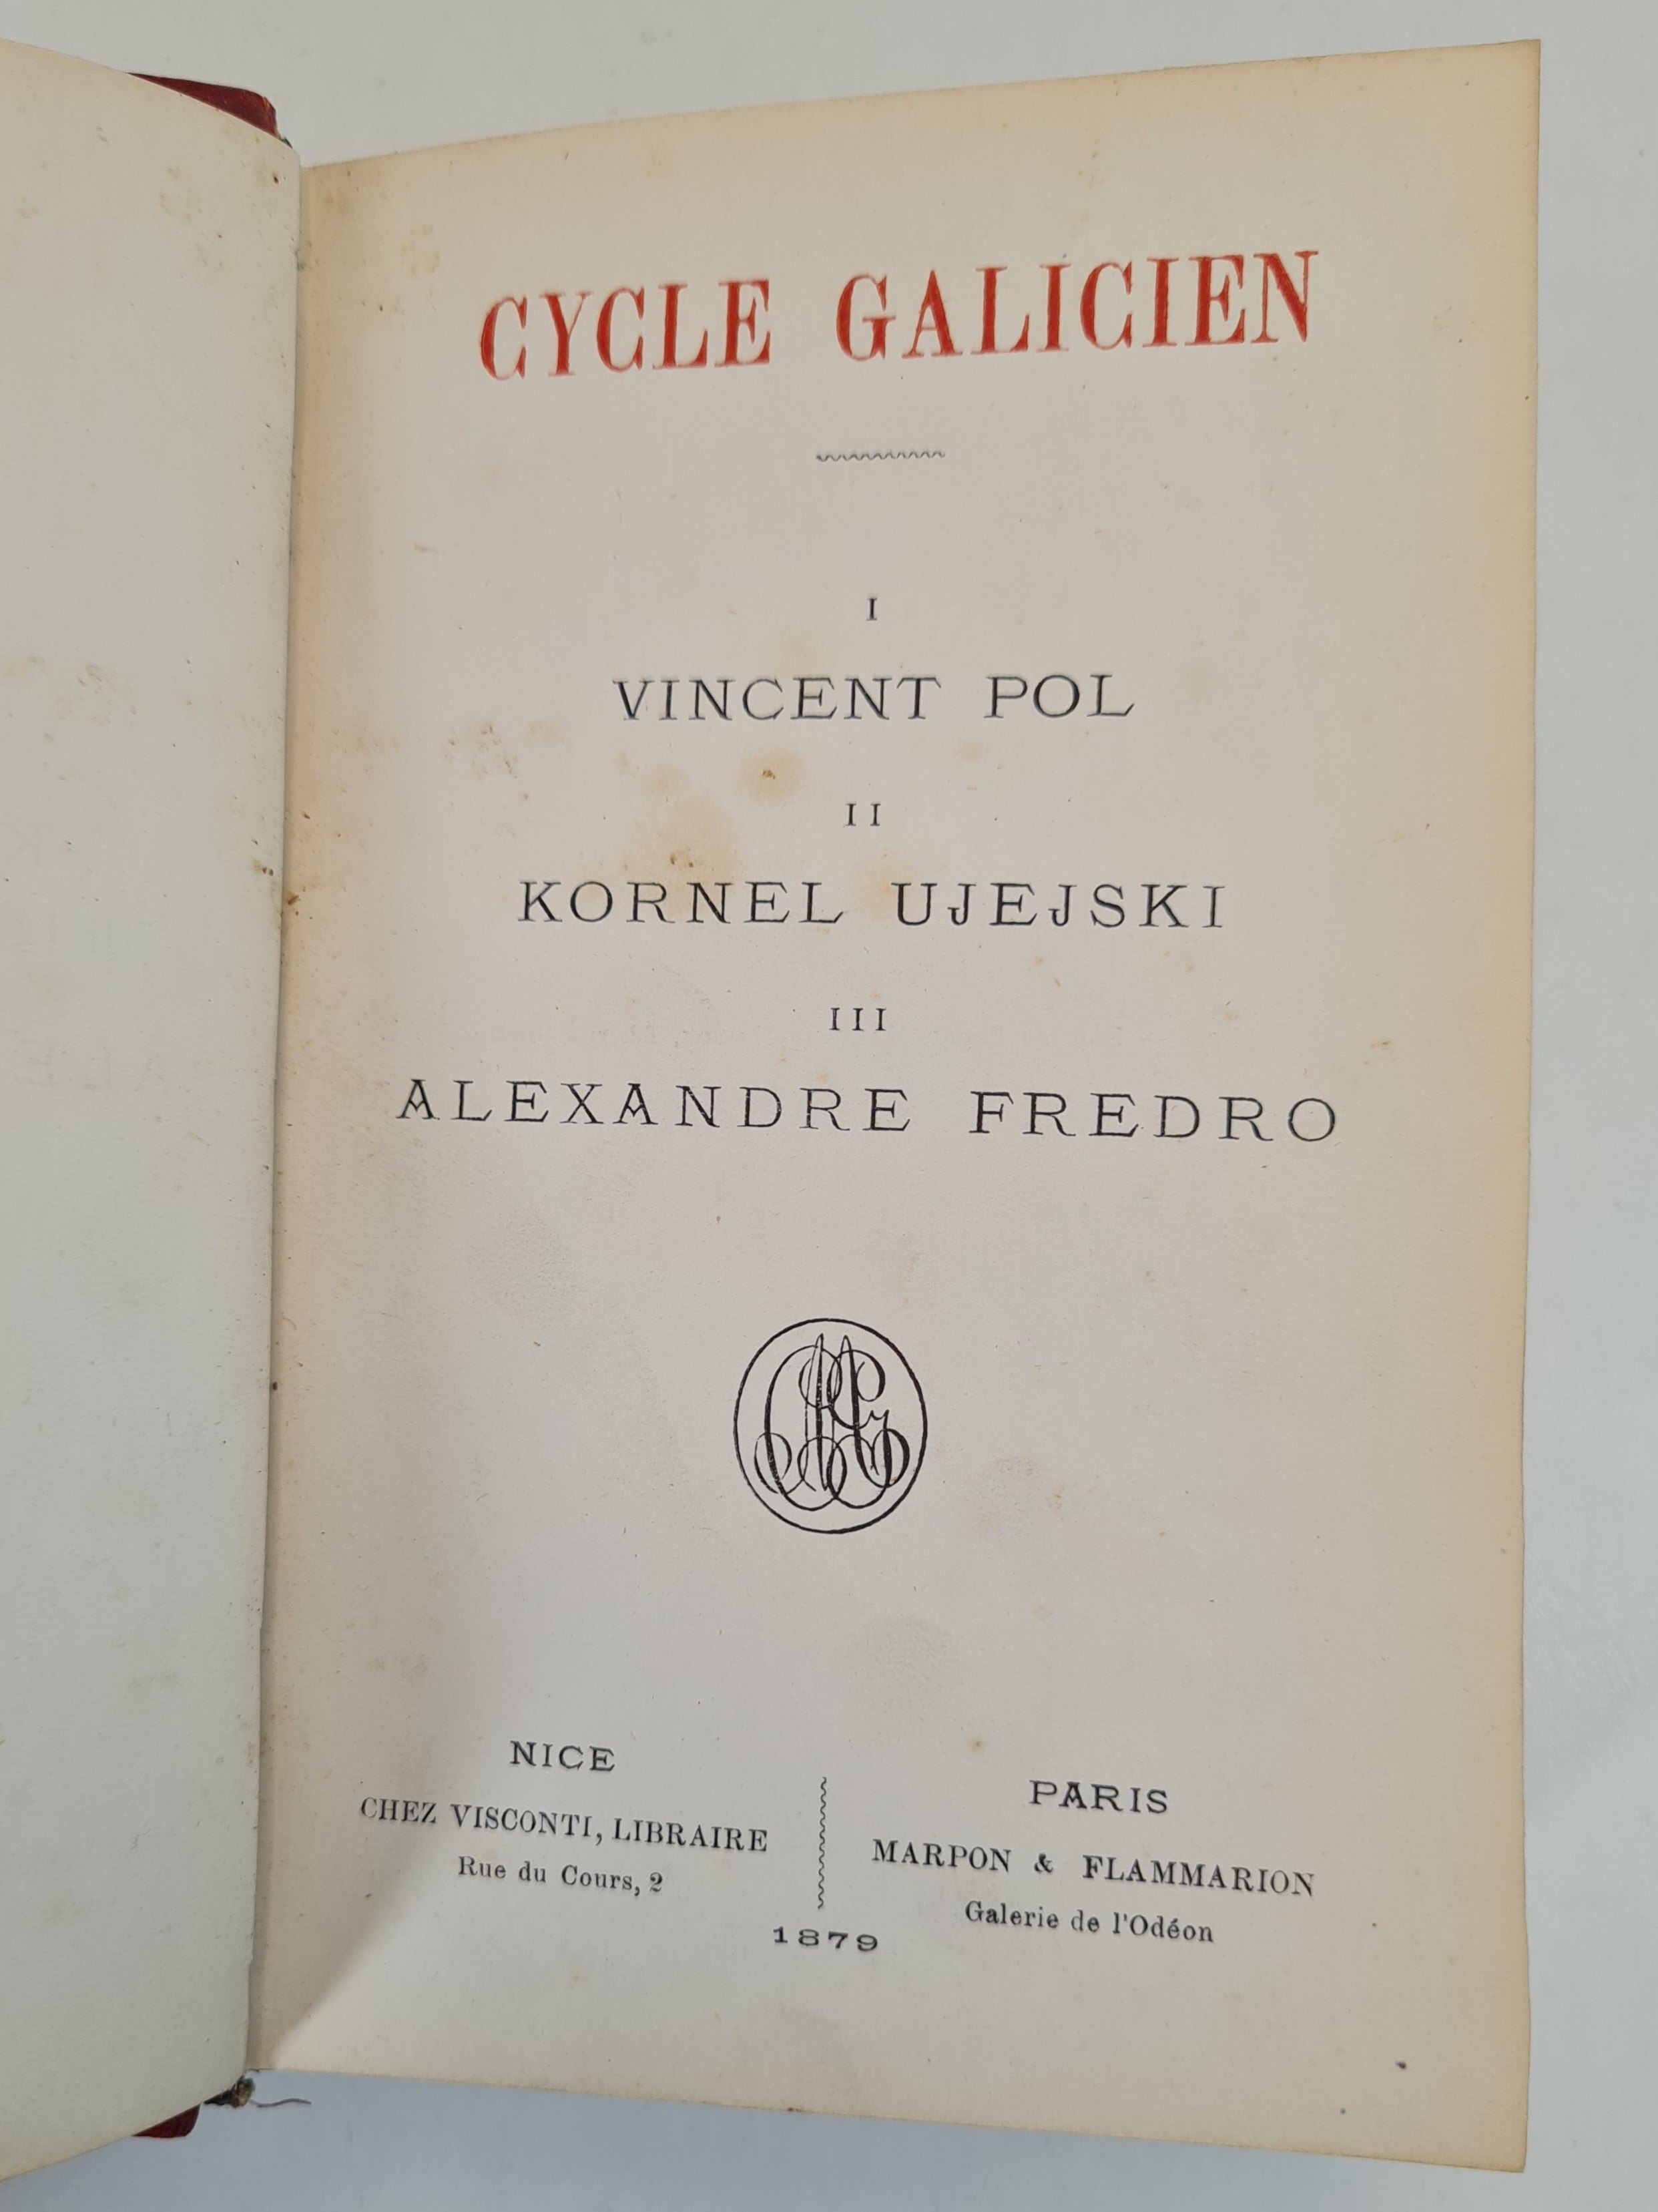 CYCLE GALICIEN
I
VINCENT POL
II
KORNEL UJEJSKI
III
ALEXANDRE FREDRO
NICE
CHEZ VISCONTI, LIBRAIRE
Rue du Cours, 2
PARIS
MARPON & FLAMMARION
Galerie de l'Odéon
1879